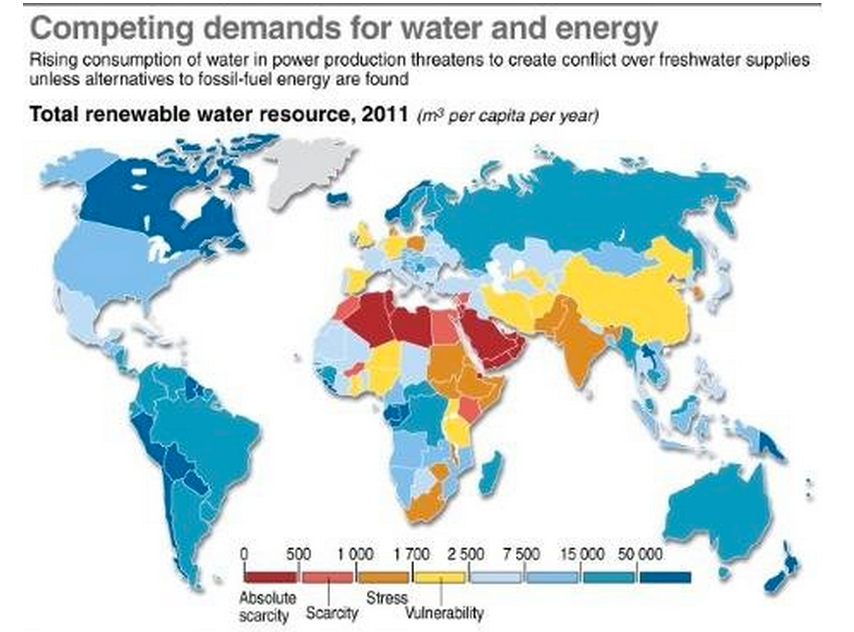 Competing demands for water and energy
Rising consumption of water in power production threatens to create conflict over freshwater supplies
unless alternatives to fossil-fuel energy are found
Total renewable water resource, 2011 (m³ per capita per year)
0 500 1 000 1 700 2 500 7 500 15 000 50 000
Absolute scarcity
Scarcity
Stress
Vulnerability